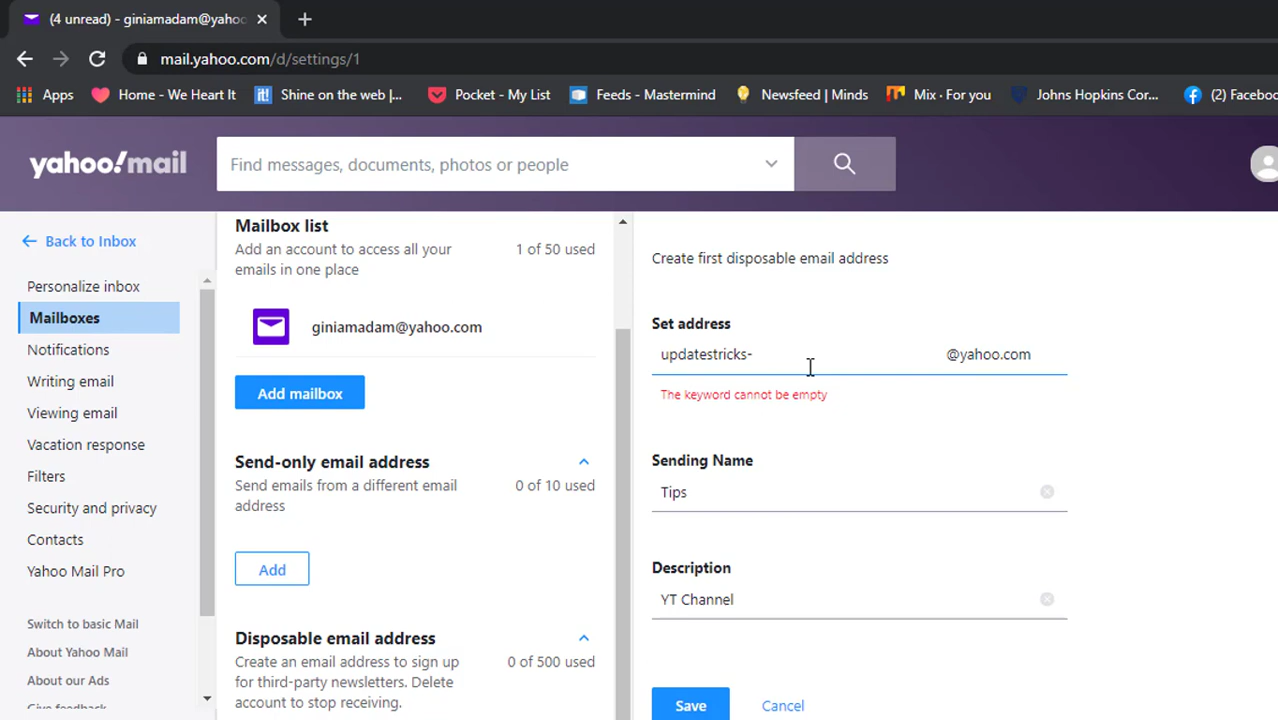 (4 unread) - giniamadam@yahoo
mail.yahoo.com/d/settings/1
Apps
Home - We Heart It
it!
Shine on the web |...
Pocket - My List
Feeds - Mastermind
Newsfeed | Minds
Mix · For you
Johns Hopkins Cor...
(2) Faceboo
yahoo!mail
Find messages, documents, photos or people
Back to Inbox
Personalize inbox
Mailboxes
Notifications
Writing email
Viewing email
Vacation response
Filters
Security and privacy
Contacts
Yahoo Mail Pro
Switch to basic Mail
About Yahoo Mail
About our Ads
Give feedback
Mailbox list
Add an account to access all your
emails in one place
1 of 50 used
giniamadam@yahoo.com
Add mailbox
Send-only email address
Send emails from a different email
address
0 of 10 used
Add
Disposable email address
Create an email address to sign up
for third-party newsletters. Delete
account to stop receiving.
0 of 500 used
Create first disposable email address
Set address
updatestricks-
@yahoo.com
The keyword cannot be empty
Sending Name
Tips
Description
YT Channel
Save
Cancel